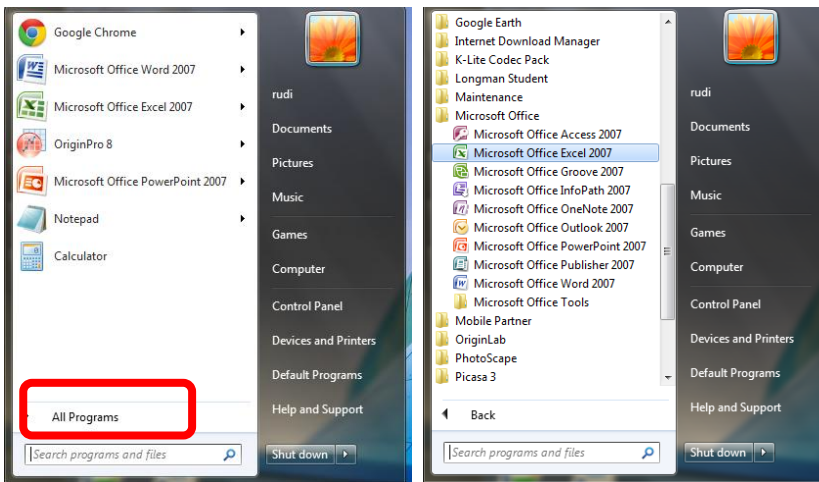 Google Chrome
Microsoft Office Word 2007
Microsoft Office Excel 2007
OriginPro 8
Microsoft Office PowerPoint 2007
Notepad
Calculator
All Programs
Search programs and files
rudi
Documents
Pictures
Music
Games
Computer
Control Panel
Devices and Printers
Default Programs
Help and Support
Shut down
Google Earth
Internet Download Manager
K-Lite Codec Pack
Longman Student
Maintenance
Microsoft Office
Microsoft Office Access 2007
Microsoft Office Excel 2007
Microsoft Office Groove 2007
Microsoft Office InfoPath 2007
Microsoft Office OneNote 2007
Microsoft Office Outlook 2007
Microsoft Office PowerPoint 2007
Microsoft Office Publisher 2007
Microsoft Office Word 2007
Microsoft Office Tools
Mobile Partner
OriginLab
PhotoScape
Picasa 3
Back
Search programs and files
rudi
Documents
Pictures
Music
Games
Computer
Control Panel
Devices and Printers
Default Programs
Help and Support
Shut down